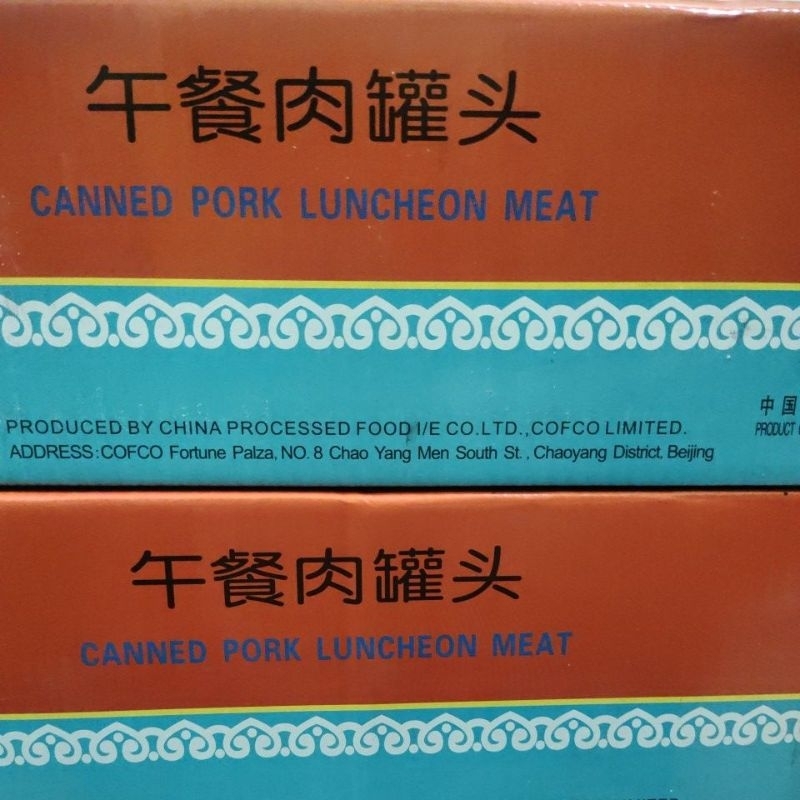 午餐肉罐头
CANNED PORK LUNCHEON MEAT
中国
PRODUCT
PRODUCED BY CHINA PROCESSED FOOD I/E CO.LTD.,COFCO LIMITED.
ADDRESS:COFCO Fortune Palza, NO. 8 Chao Yang Men South St. , Chaoyang District, Beijing
午餐肉罐头
CANNED PORK LUNCHEON MEAT